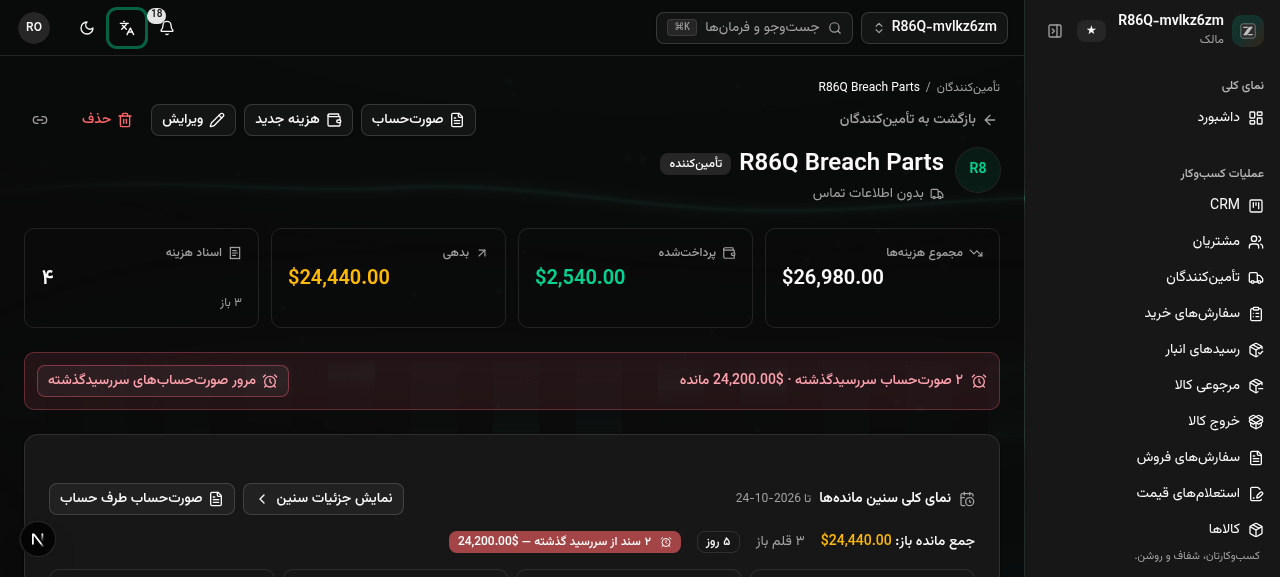 R86Q-mvlkz6zm
مالک
نمای کلی
داشبورد
عملیات کسب‌وکار
CRM
مشتریان
تأمین‌کنندگان
سفارش‌های خرید
رسیدهای انبار
مرجوعی کالا
خروج کالا
سفارش‌های فروش
استعلام‌های قیمت
کالاها
کسب‌وکارتان، شفاف و روشن.
R86Q-mvlkz6zm
جست‌وجو و فرمان‌ها ⌘K
18
RO
تأمین‌کنندگان / R86Q Breach Parts
بازگشت به تأمین‌کنندگان
صورت‌حساب
هزینه جدید
ویرایش
حذف
R8
R86Q Breach Parts تأمین‌کننده
بدون اطلاعات تماس
مجموع هزینه‌ها
$26,980.00
پرداخت‌شده
$2,540.00
بدهی
$24,440.00
اسناد هزینه
۴
۳ باز
۲ صورت‌حساب سررسیدگذشته · $24,200.00 مانده
مرور صورت‌حساب‌های سررسیدگذشته
نمای کلی سنین مانده‌ها تا 2026-10-24
نمایش جزئیات سنین
صورت‌حساب طرف حساب
جمع مانده باز: $24,440.00 ۳ قلم باز ۵ روز ۲ سند از سررسید گذشته — $24,200.00
N